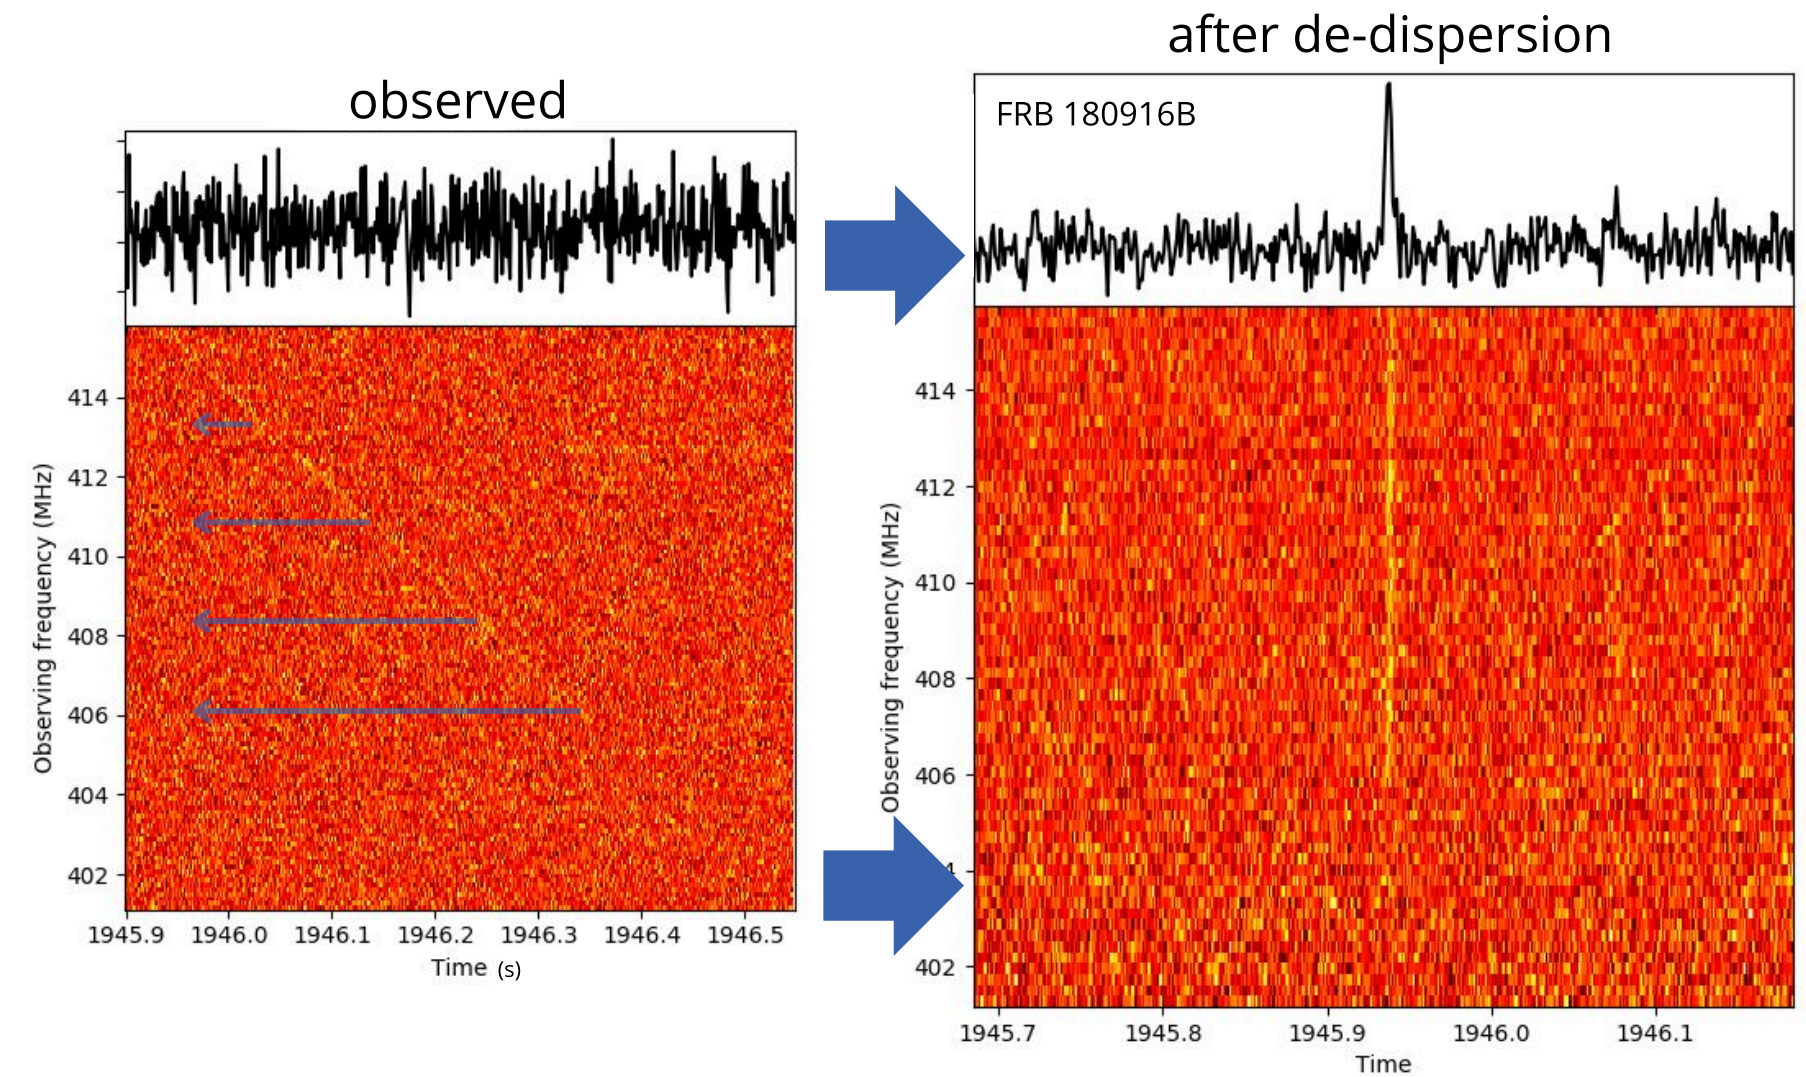 observed
414
412
410
408
406
404
402
Observing frequency (MHz)
1945.9 1946.0 1946.1 1946.2 1946.3 1946.4 1946.5
Time (s)
after de-dispersion
FRB 180916B
414
412
410
408
406
402
Observing frequency (MHz)
1945.7 1945.8 1945.9 1946.0 1946.1
Time